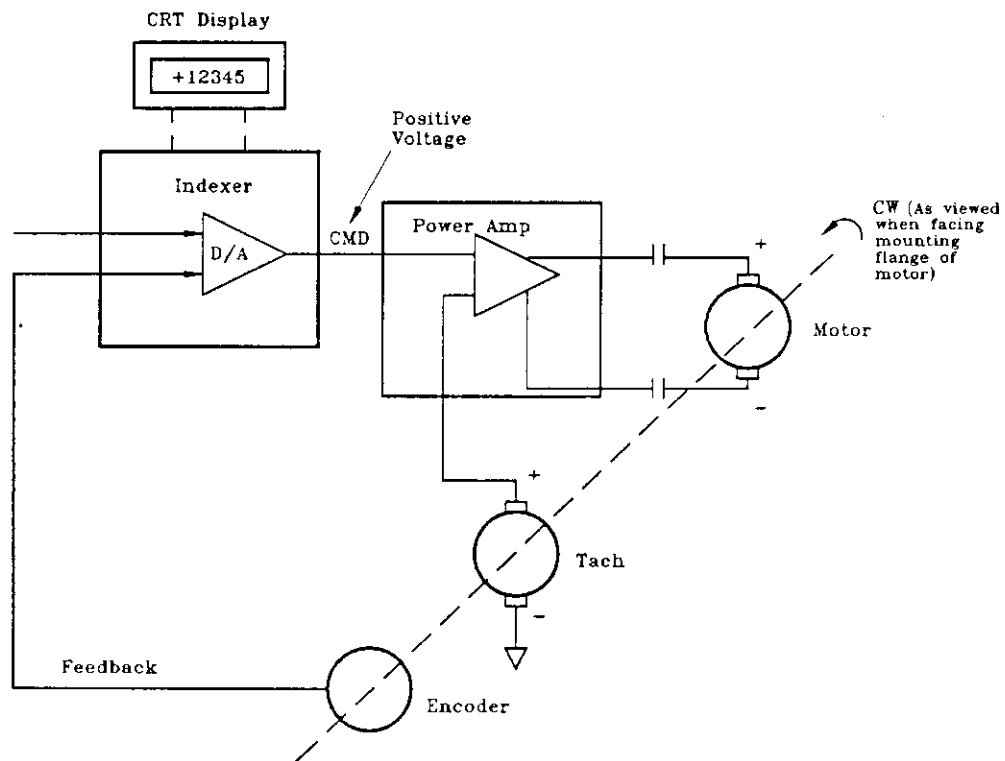 CRT Display
+12345
Positive
Voltage
Indexer
D/A
CMD
Power Amp
CW (As viewed
when facing
mounting
flange of
motor)
+
Motor
-
+
Tach
-
Feedback
Encoder